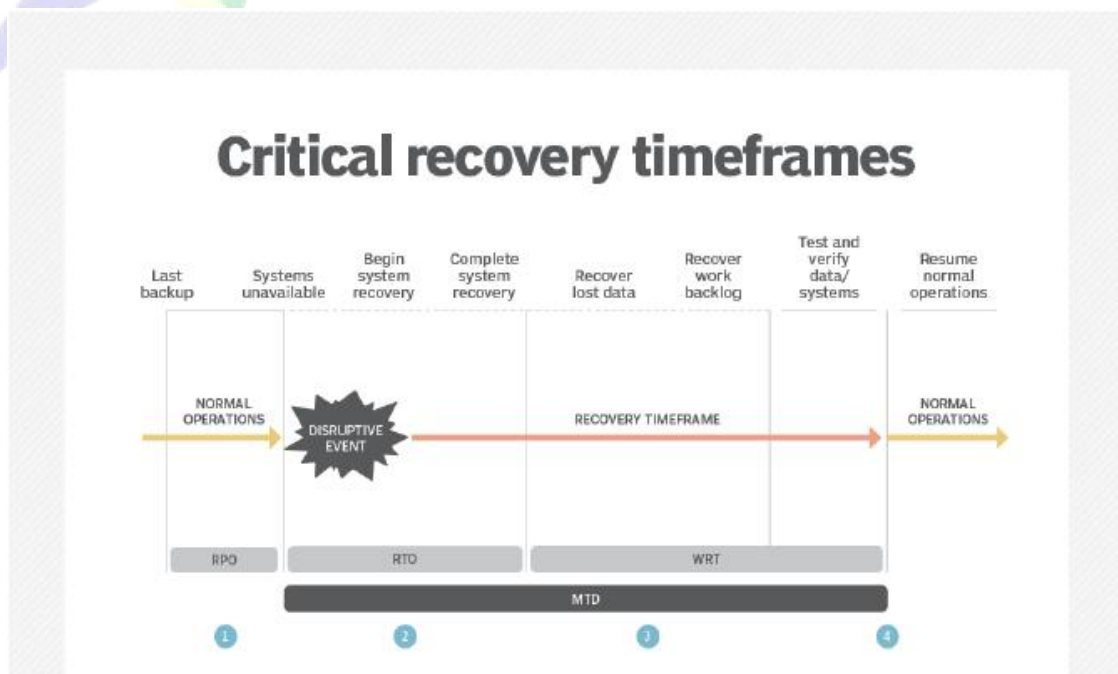 Critical recovery timeframes
Last
backup
Systems
unavailable
Begin
system
recovery
Complete
system
recovery
Recover
lost data
Recover
work
backlog
Test and
verify
data/
systems
Resume
normal
operations
NORMAL
OPERATIONS
DISRUPTIVE
EVENT
RECOVERY TIMEFRAME
NORMAL
OPERATIONS
RPO
RTO
WRT
MTD
1
2
3
4